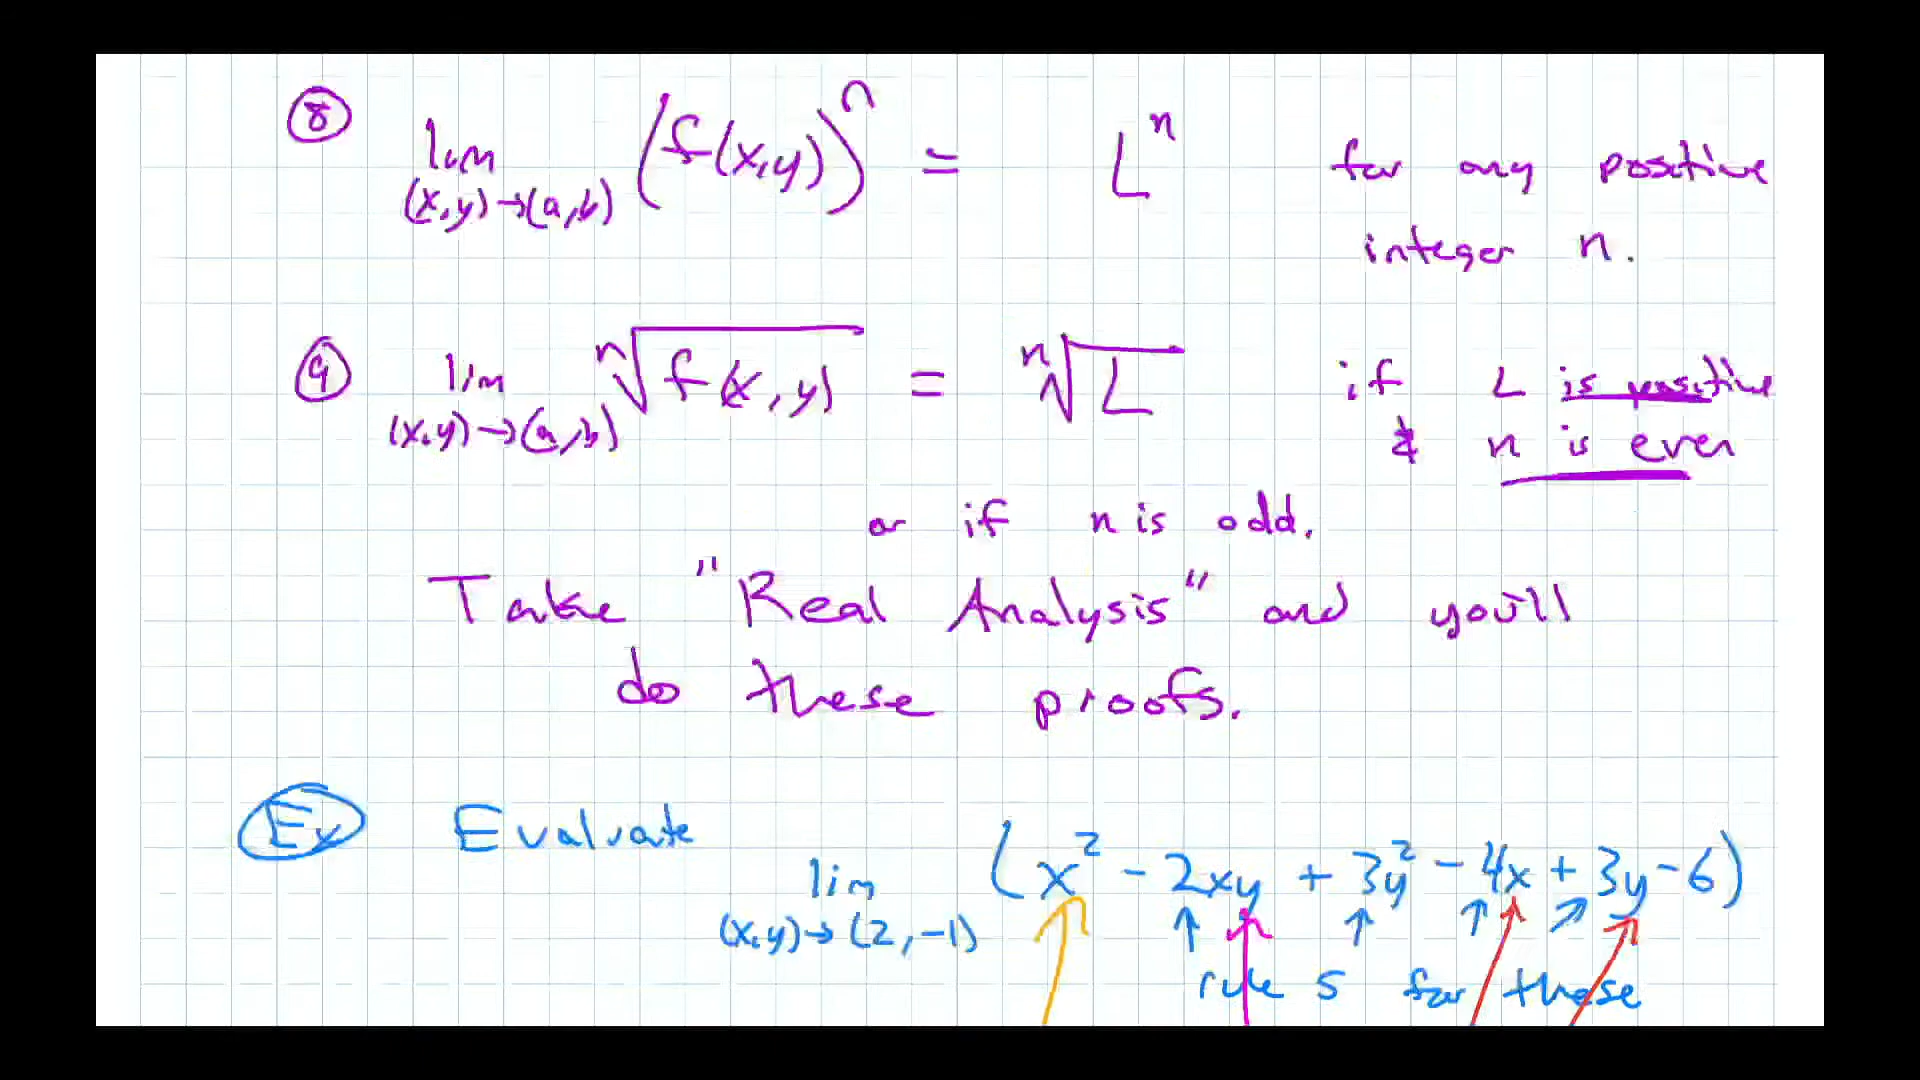 ⑧ lim (x,y)→(a,b) (f(x,y))ⁿ = Lⁿ for any positive
integer n.
⑨ lim (x,y)→(a,b) ⁿ√f(x,y) = ⁿ√L if L is positive
& n is even
or if n is odd.
Take "Real Analysis" and you'll
do these proofs.
Ex Evaluate
lim (x,y)→(2,-1) (x² - 2xy + 3y² - 4x + 3y - 6)
rule 5 for these